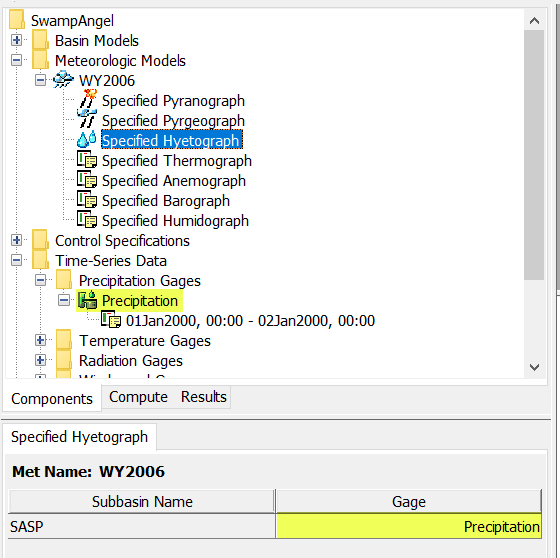 SwampAngel
Basin Models
Meteorologic Models
WY2006
Specified Pyranograph
Specified Pyrgeograph
Specified Hyetograph
Specified Thermograph
Specified Anemograph
Specified Barograph
Specified Humidograph
Control Specifications
Time-Series Data
Precipitation Gages
Precipitation
01Jan2000, 00:00 - 02Jan2000, 00:00
Temperature Gages
Radiation Gages
Components Compute Results
Specified Hyetograph
Met Name: WY2006
Subbasin Name Gage
SASP Precipitation